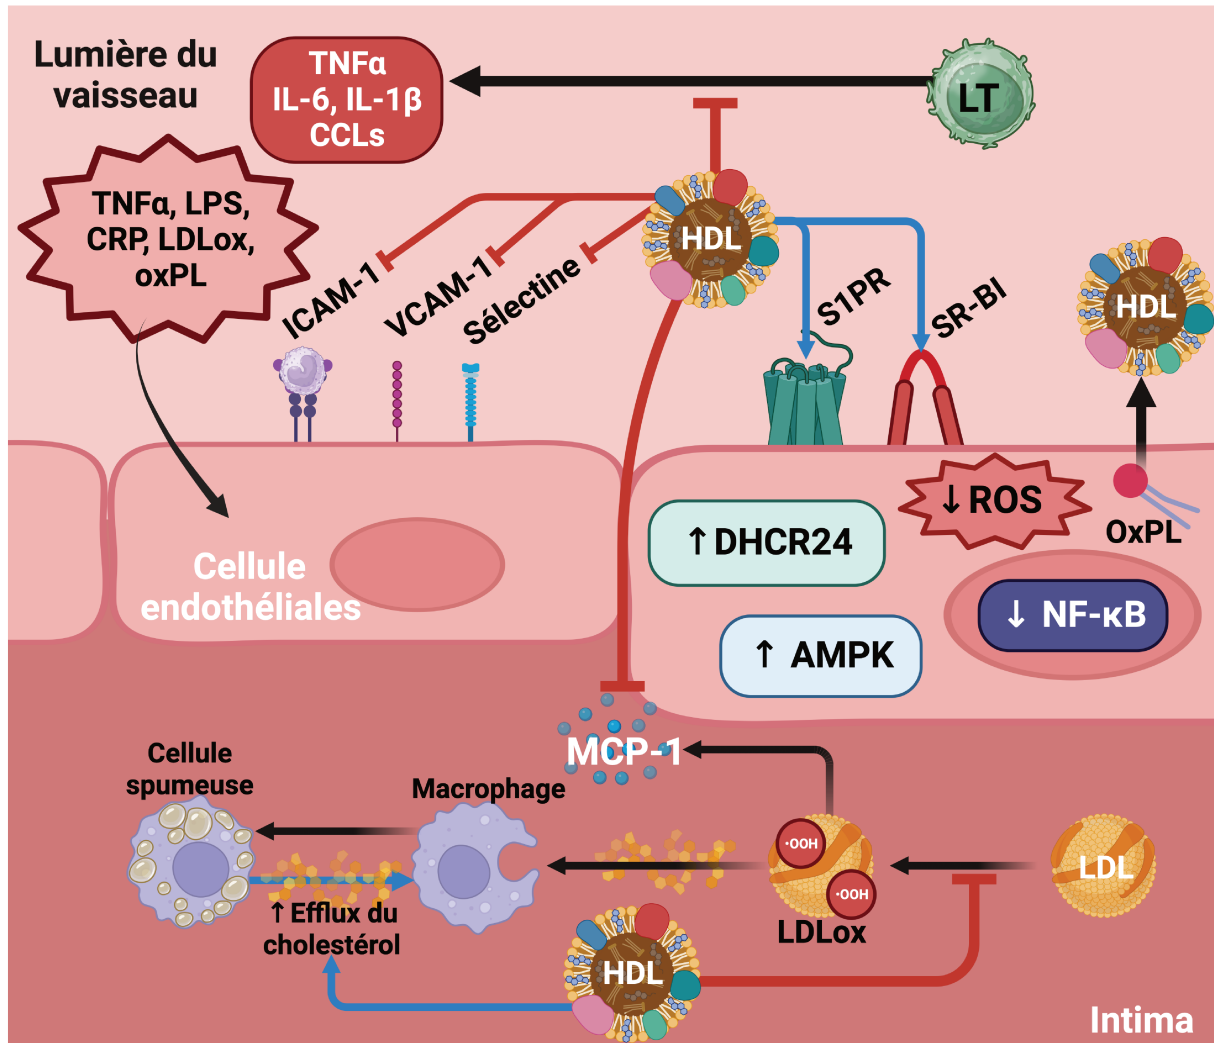 Lumière du
vaisseau
TNFα
IL-6, IL-1β
CCLs
LT
TNFα, LPS,
CRP, LDLox,
oxPL
HDL
ICAM-1
VCAM-1
Sélectine
S1PR
SR-BI
HDL
↓ROS
OxPL
↑DHCR24
Cellule
endothéliales
↓ NF-κB
↑ AMPK
MCP-1
Cellule
spumeuse
Macrophage
•OOH
•OOH
LDL
LDLox
↑Efflux du
cholestérol
HDL
Intima